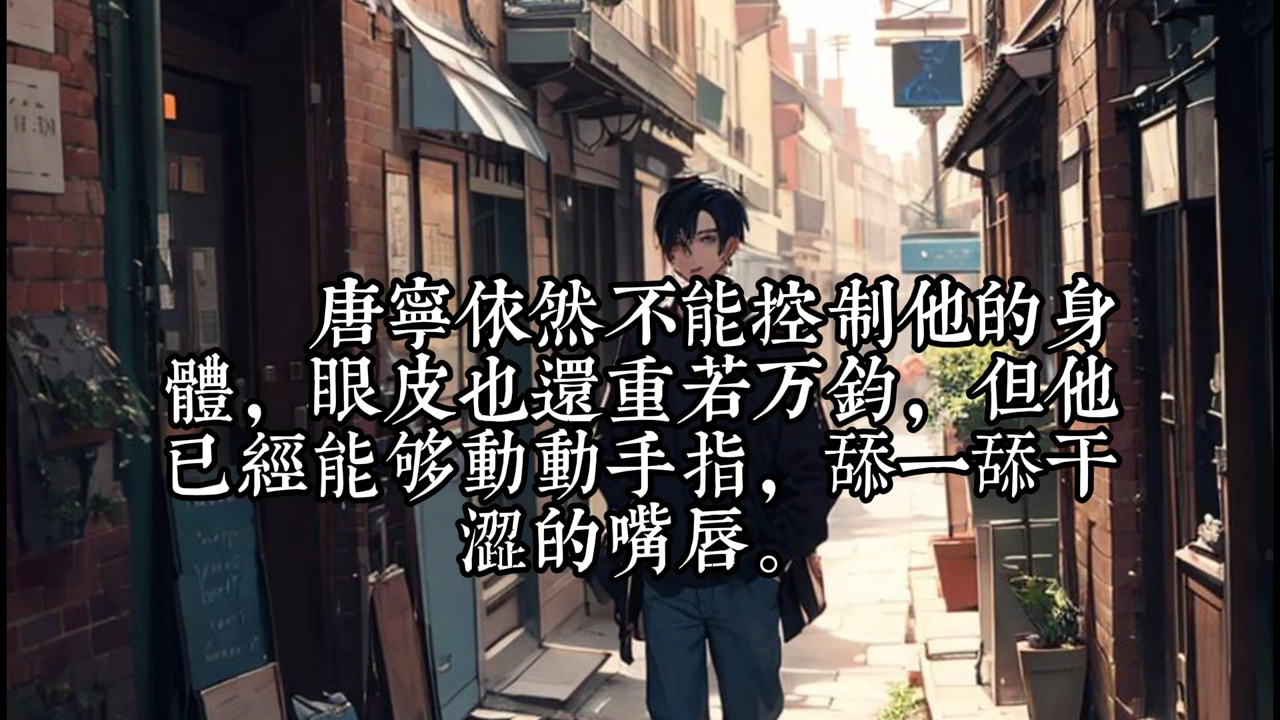 唐寧依然不能控制他的身
體，眼皮也還重若万鈞，但他
已經能够動動手指，舔一舔干
澀的嘴唇。